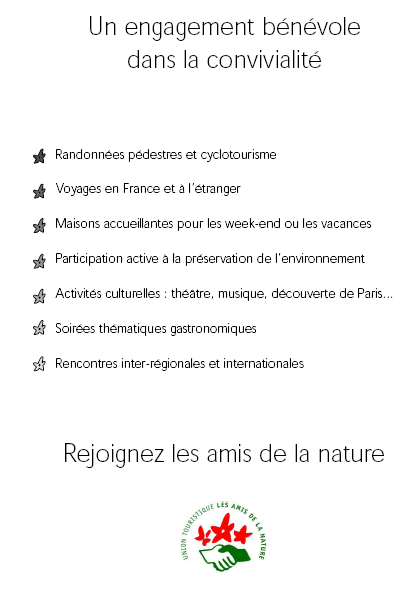 Un engagement bénévole
dans la convivialité
Randonnées pédestres et cyclotourisme
Voyages en France et à l'étranger
Maisons accueillantes pour les week-end ou les vacances
Participation active à la préservation de l'environnement
Activités culturelles : théâtre, musique, découverte de Paris...
Soirées thématiques gastronomiques
Rencontres inter-régionales et internationales
Rejoignez les amis de la nature
UNION TOURISTIQUE LES AMIS DE LA NATURE